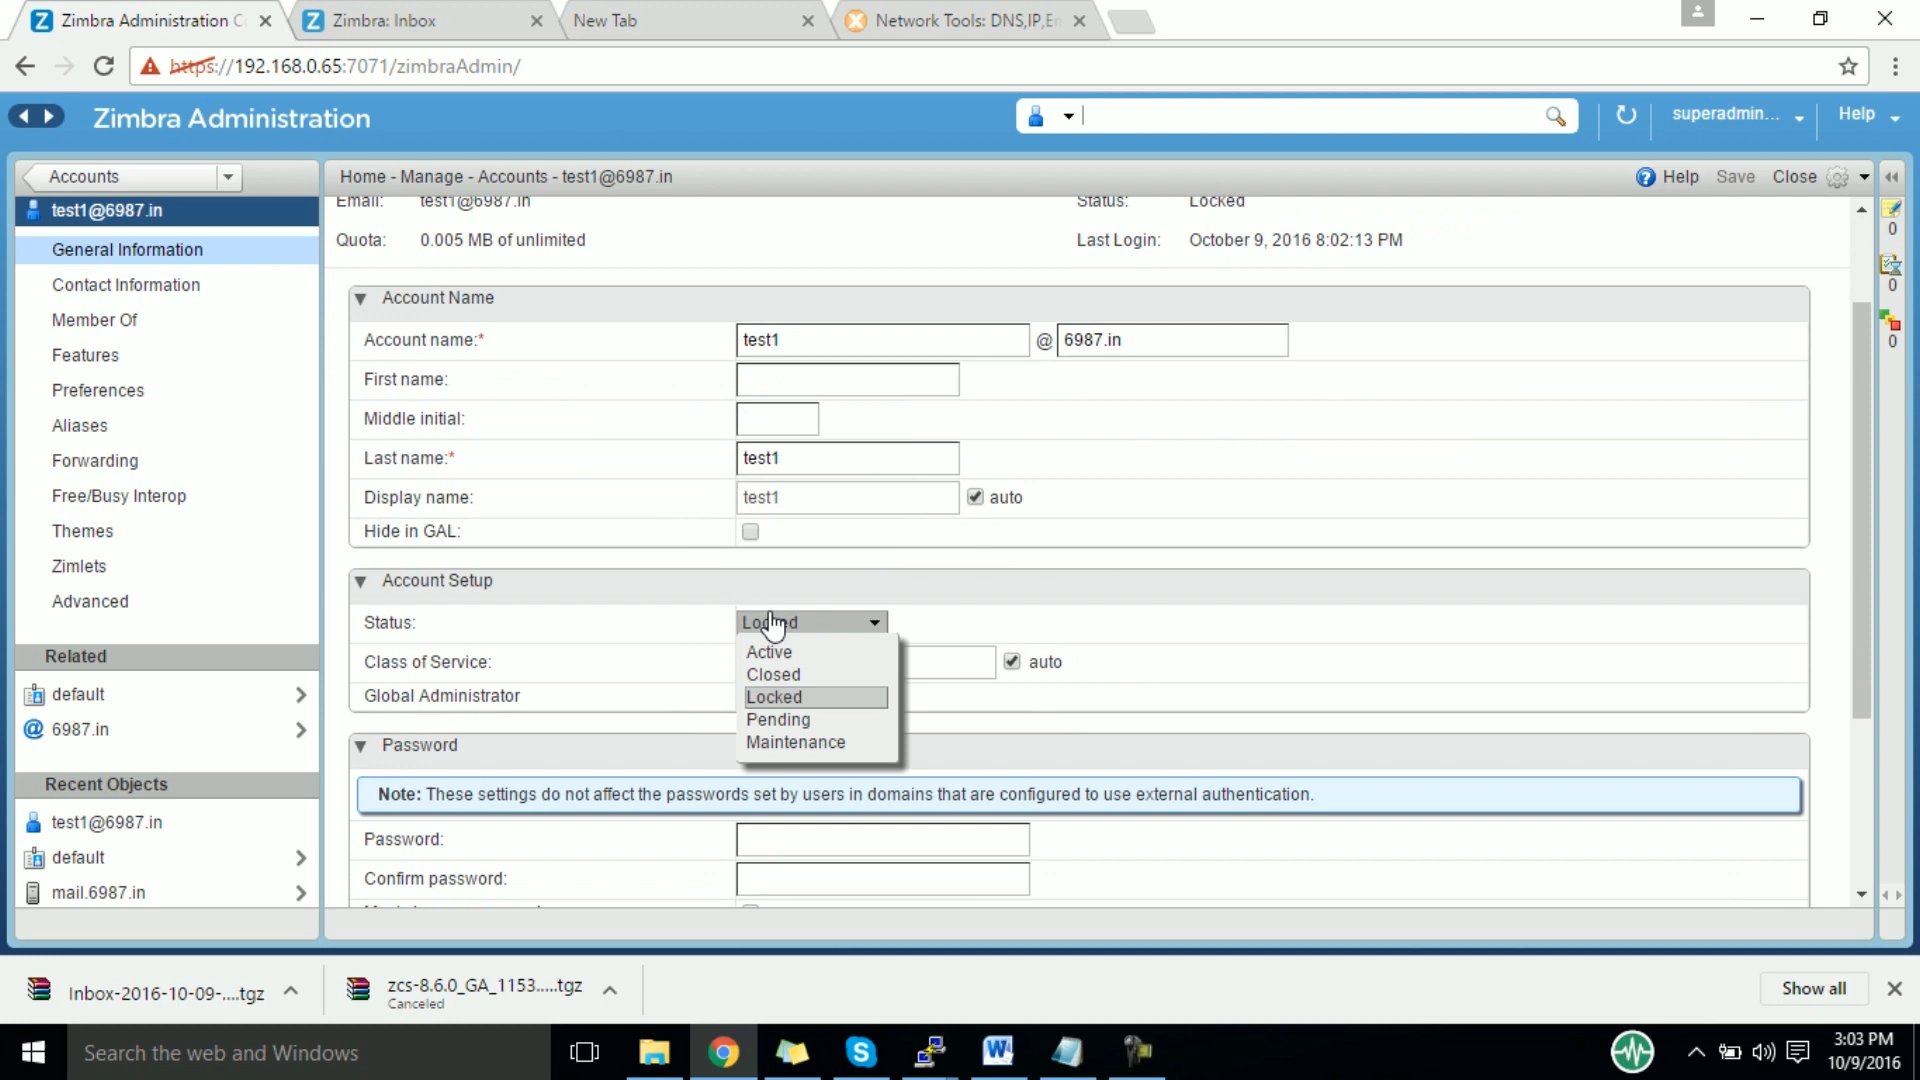 Zimbra Administration C
Zimbra: Inbox
New Tab
Network Tools: DNS,IP,Em
https://192.168.0.65:7071/zimbraAdmin/
Zimbra Administration
superadmin...
Help
Accounts
Home - Manage - Accounts - test1@6987.in
Help
Save
Close
test1@6987.in
General Information
Contact Information
Member Of
Features
Preferences
Aliases
Forwarding
Free/Busy Interop
Themes
Zimlets
Advanced
Related
default
6987.in
Recent Objects
test1@6987.in
default
mail.6987.in
Email: test1@6987.in
Status: Locked
Quota: 0.005 MB of unlimited
Last Login: October 9, 2016 8:02:13 PM
Account Name
Account name:* test1 @ 6987.in
First name:
Middle initial:
Last name:* test1
Display name: test1 auto
Hide in GAL:
Account Setup
Status: Locked
Active
Closed
Locked
Pending
Maintenance
Class of Service: auto
Global Administrator
Password
Note: These settings do not affect the passwords set by users in domains that are configured to use external authentication.
Password:
Confirm password:
0
0
0
Inbox-2016-10-09-....tgz
zcs-8.6.0_GA_1153.....tgz
Canceled
Show all
Search the web and Windows
3:03 PM
10/9/2016